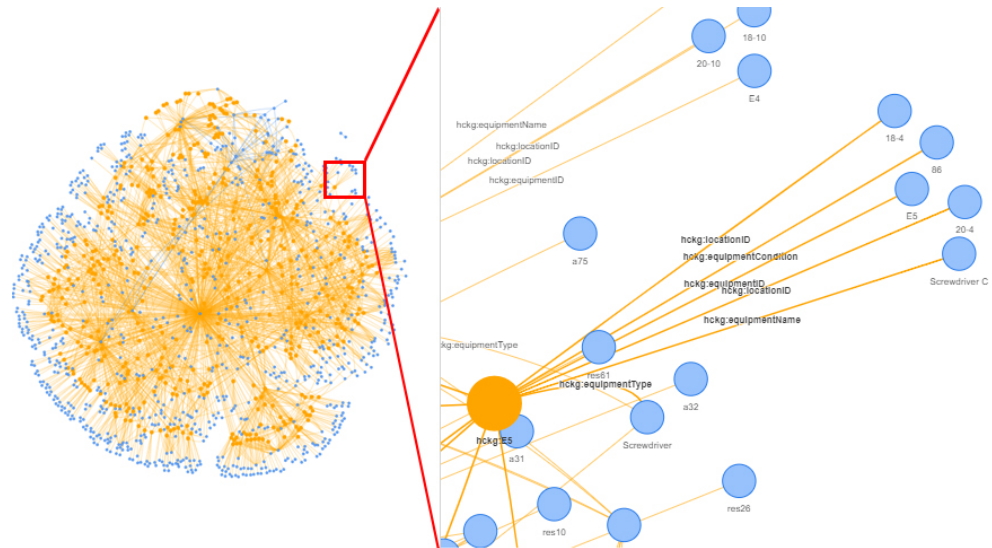 18-10
20-10
E4
hckg:equipmentName
hckg:locationID
hckg:locationID
hckg:equipmentID
18-4
86
E5
20-4
a75
hckg:locationID
hckg:equipmentCondition
hckg:equipmentID
hckg:locationID
Screwdriver C
hckg:equipmentName
kg:equipmentType
res61
hckg:equipmentType
a32
hckg:E5
Screwdriver
a31
res26
res10